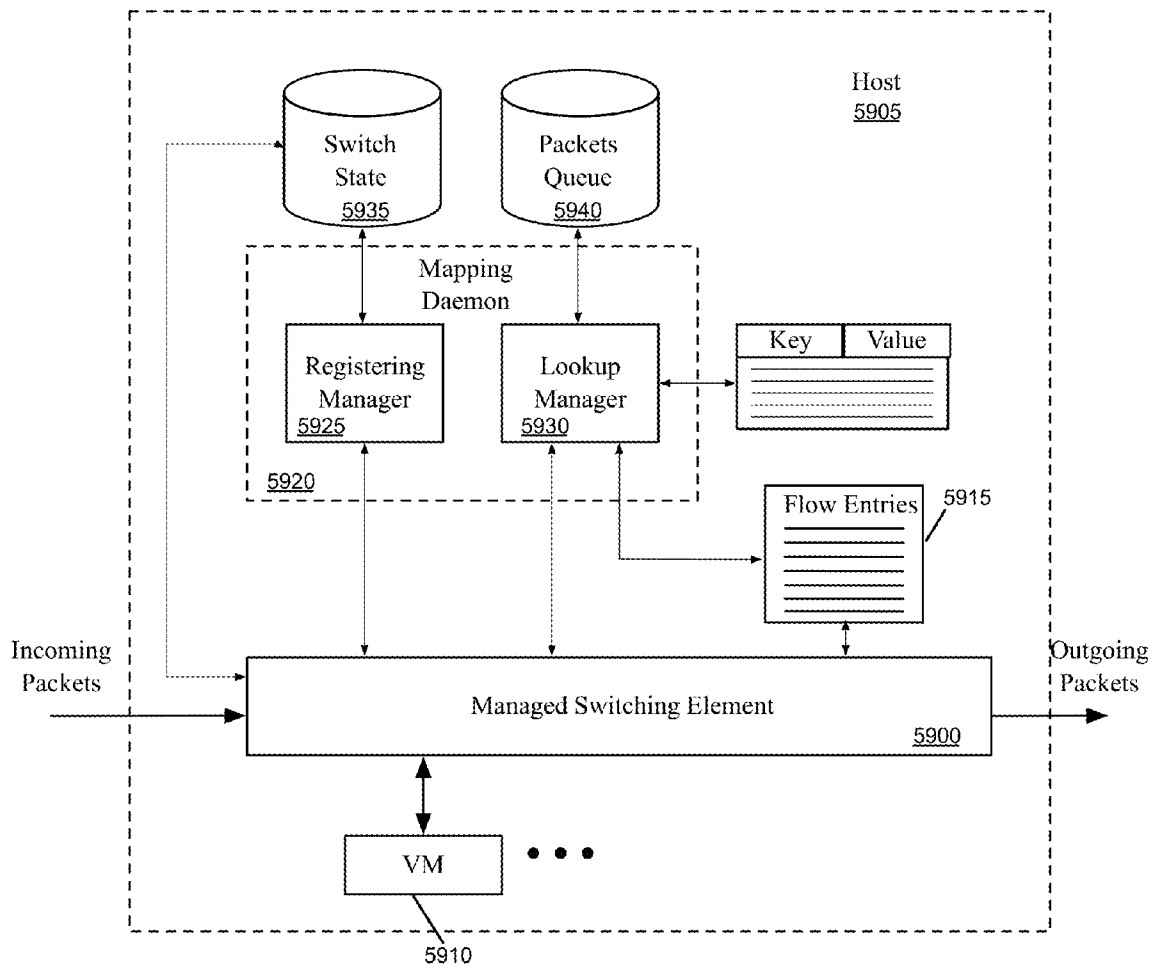 Host
5905
Switch
State
5935
Packets
Queue
5940
Mapping
Daemon
Registering
Manager
5925
Lookup
Manager
5930
Key
Value
5920
Flow Entries
5915
Incoming
Packets
Outgoing
Packets
Managed Switching Element
5900
VM
5910